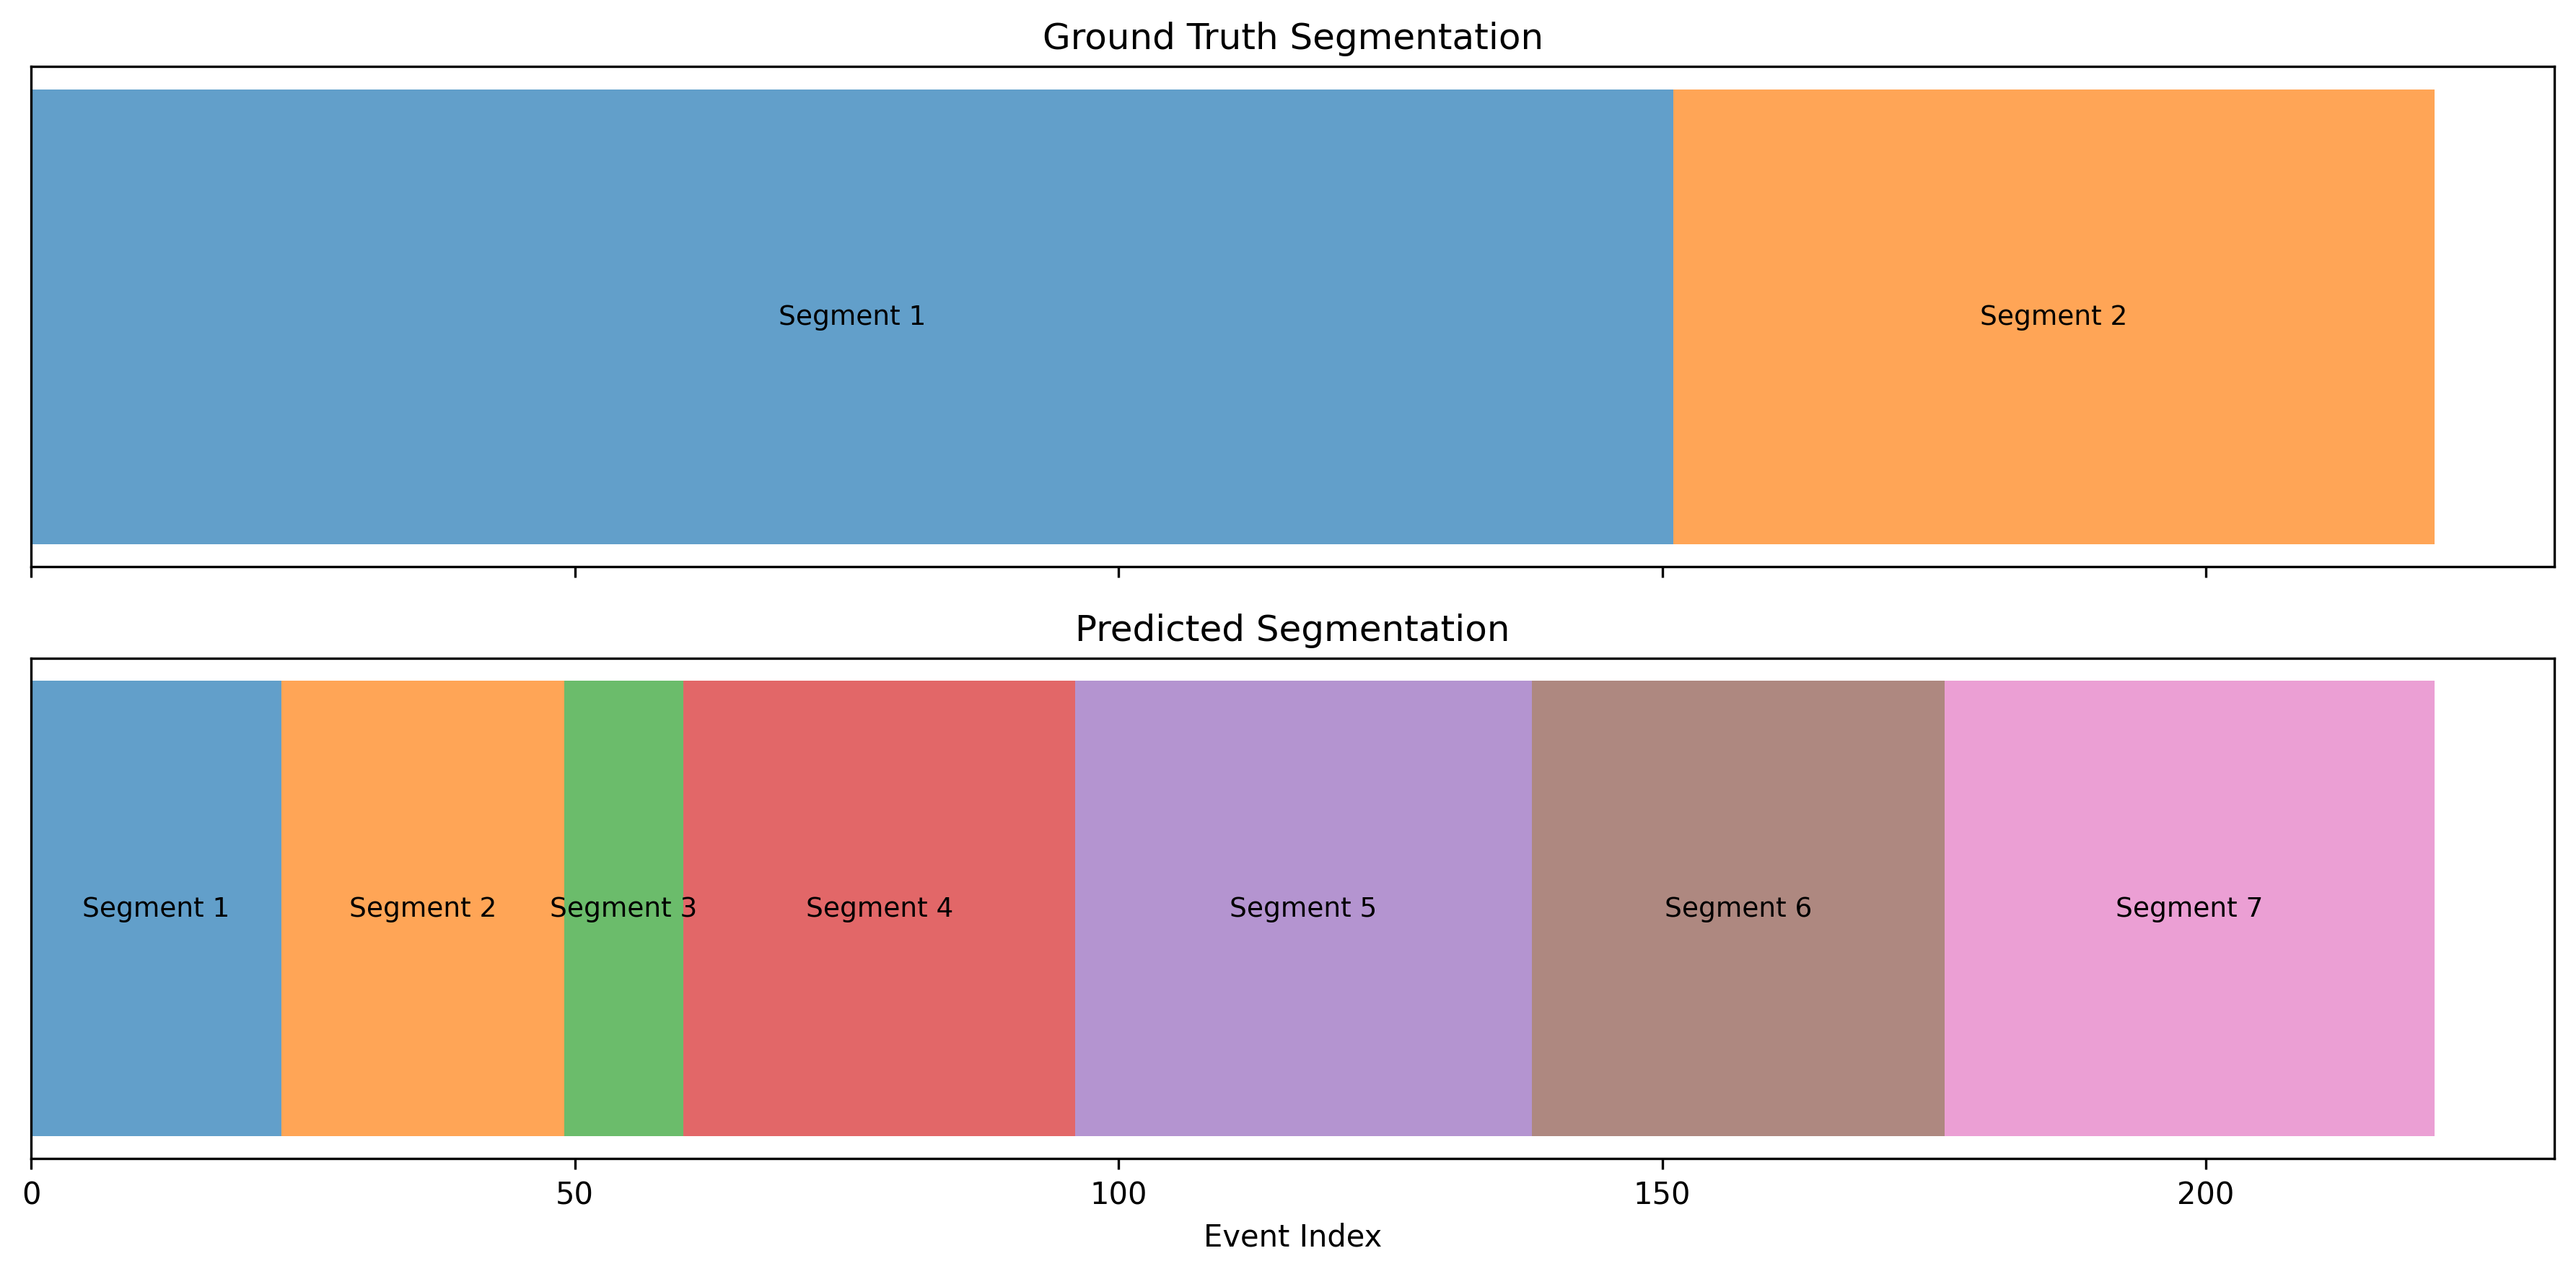 Ground Truth Segmentation
Segment 1 Segment 2
Predicted Segmentation
Segment 1 Segment 2 Segment 3 Segment 4 Segment 5 Segment 6 Segment 7
0 50 100 150 200
Event Index